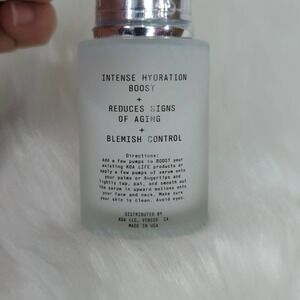 INTENSE HYDRATION
BOOST
+
REDUCES SIGNS
OF AGING
+
BLEMISH CONTROL
Directions:
Add a few pumps to BOOST your
existing KOA LIFE products or
apply a few pumps of serum onto
your palms or fingertips and
lightly tap, pat, and smooth out
the serum in upward motions onto
your face and neck. Make sure
your skin is clean. Avoid eyes.
DISTRIBUTED BY
KOA LLC, VENICE CA
MADE IN USA